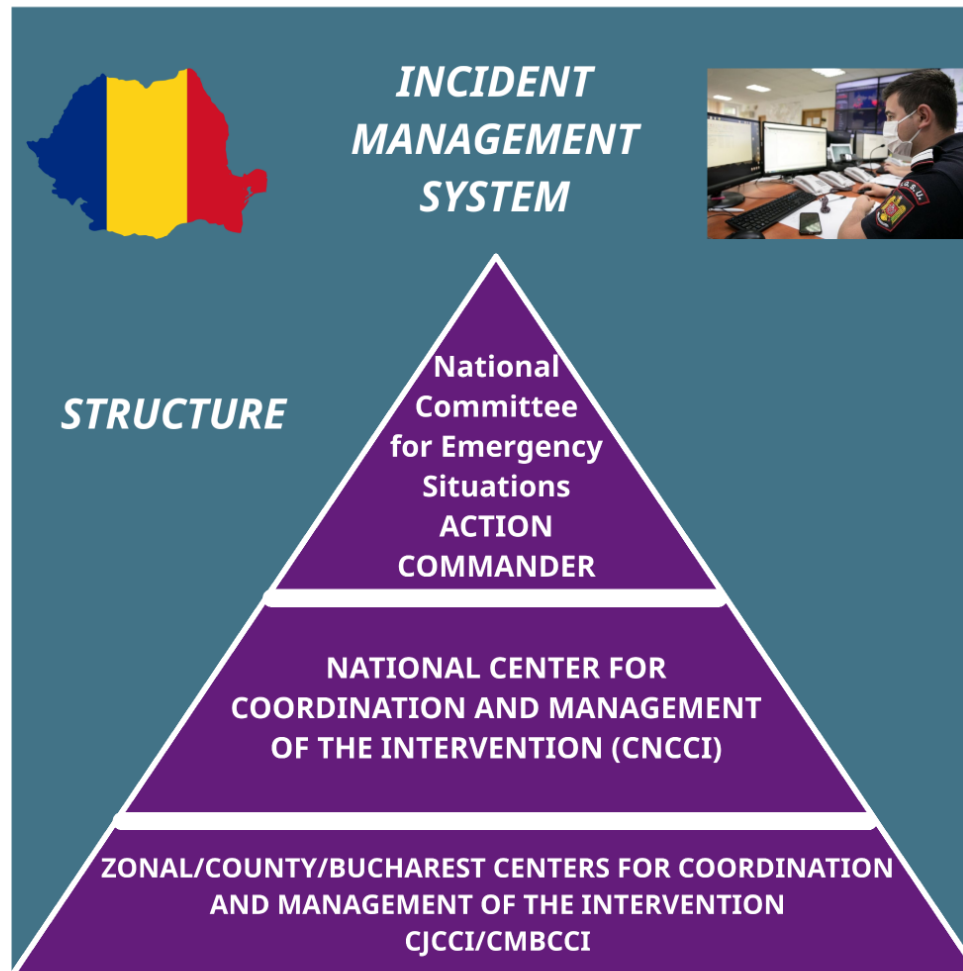 INCIDENT
MANAGEMENT
SYSTEM
STRUCTURE
National
Committee
for Emergency
Situations
ACTION
COMMANDER
NATIONAL CENTER FOR
COORDINATION AND MANAGEMENT
OF THE INTERVENTION (CNCCI)
ZONAL/COUNTY/BUCHAREST CENTERS FOR COORDINATION
AND MANAGEMENT OF THE INTERVENTION
CJCCI/CMBCCI